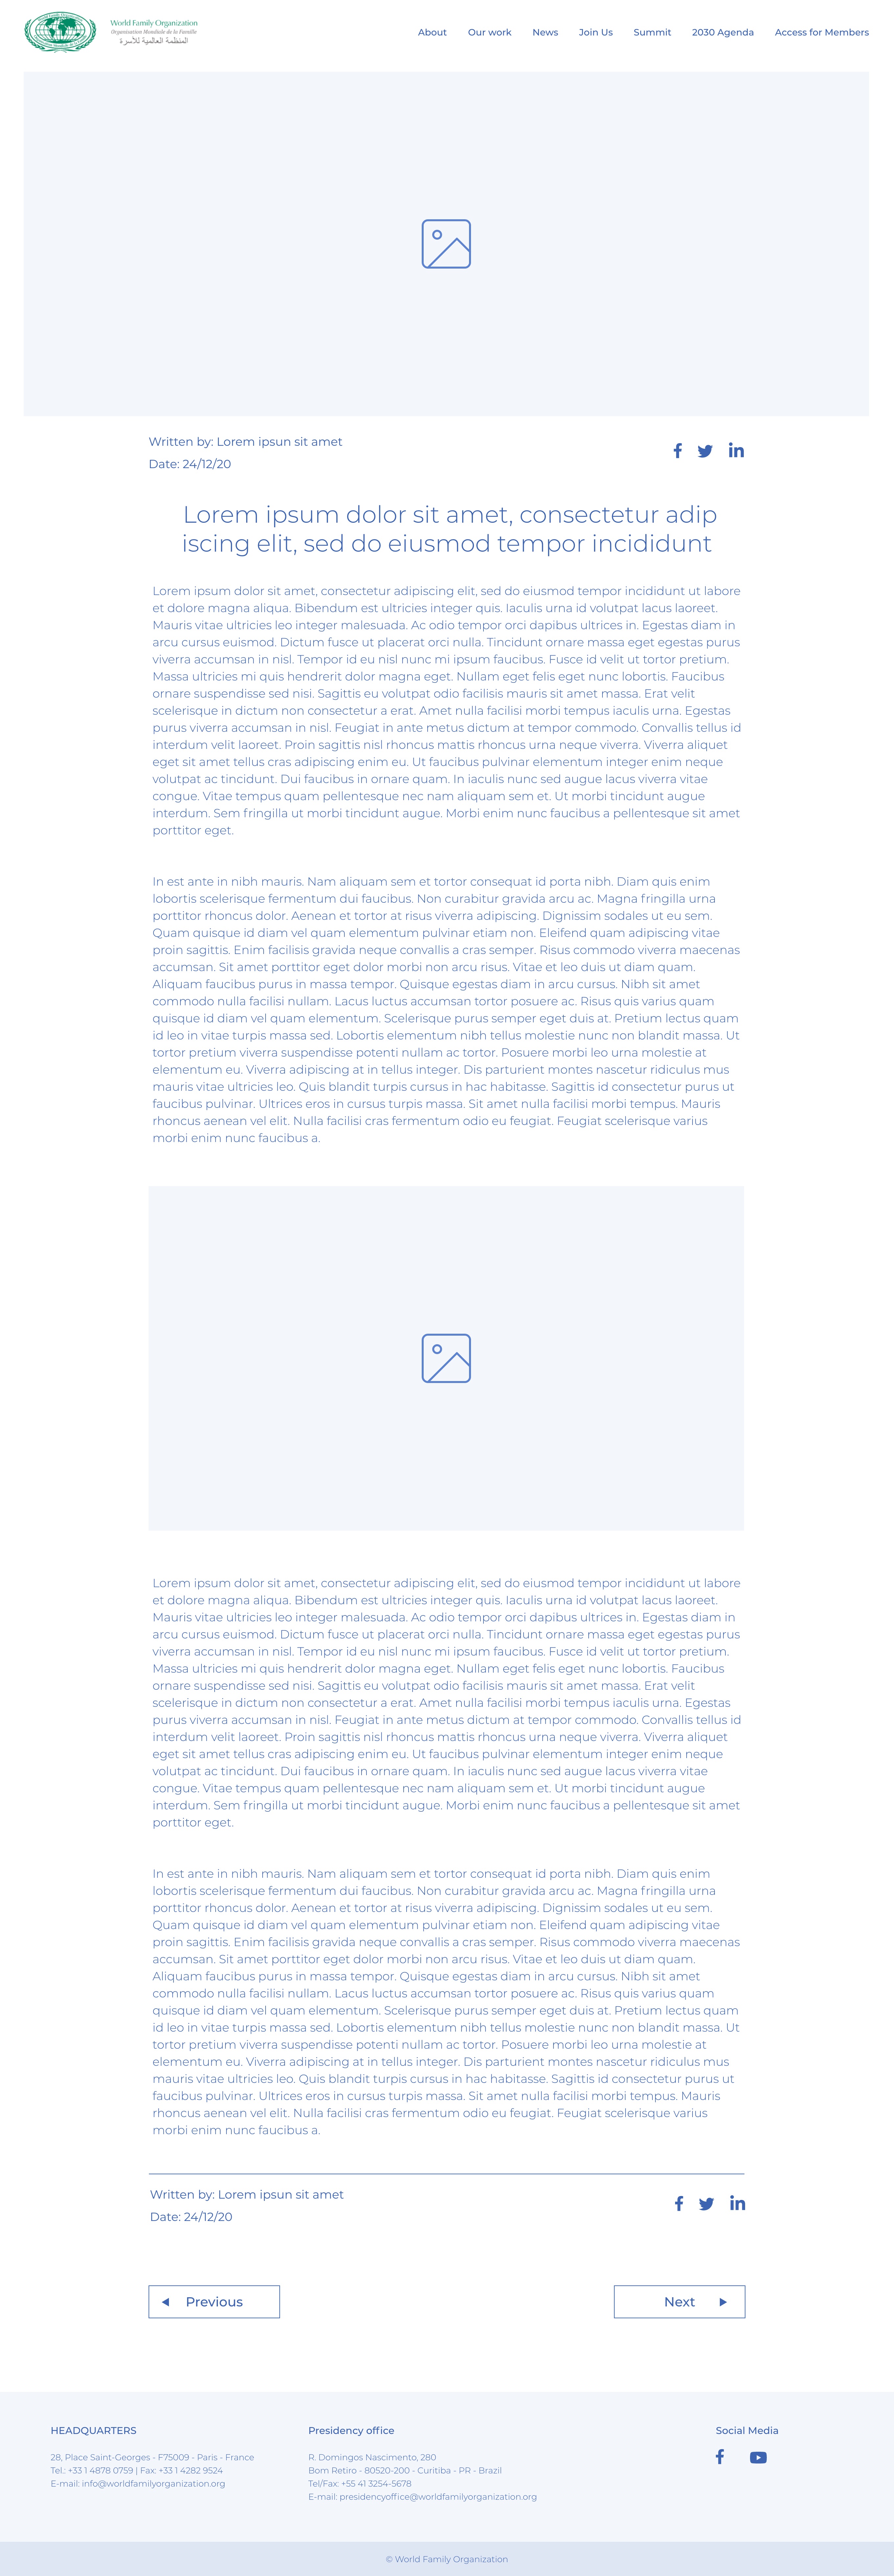 World Family Organization
Organisation Mondiale de la Famille
المنظمة العالمية للأسرة
About Our work News Join Us Summit 2030 Agenda Access for Members
Written by: Lorem ipsun sit amet
Date: 24/12/20
Lorem ipsum dolor sit amet, consectetur adip
iscing elit, sed do eiusmod tempor incididunt
Lorem ipsum dolor sit amet, consectetur adipiscing elit, sed do eiusmod tempor incididunt ut labore
et dolore magna aliqua. Bibendum est ultricies integer quis. Iaculis urna id volutpat lacus laoreet.
Mauris vitae ultricies leo integer malesuada. Ac odio tempor orci dapibus ultrices in. Egestas diam in
arcu cursus euismod. Dictum fusce ut placerat orci nulla. Tincidunt ornare massa eget egestas purus
viverra accumsan in nisl. Tempor id eu nisl nunc mi ipsum faucibus. Fusce id velit ut tortor pretium.
Massa ultricies mi quis hendrerit dolor magna eget. Nullam eget felis eget nunc lobortis. Faucibus
ornare suspendisse sed nisi. Sagittis eu volutpat odio facilisis mauris sit amet massa. Erat velit
scelerisque in dictum non consectetur a erat. Amet nulla facilisi morbi tempus iaculis urna. Egestas
purus viverra accumsan in nisl. Feugiat in ante metus dictum at tempor commodo. Convallis tellus id
interdum velit laoreet. Proin sagittis nisl rhoncus mattis rhoncus urna neque viverra. Viverra aliquet
eget sit amet tellus cras adipiscing enim eu. Ut faucibus pulvinar elementum integer enim neque
volutpat ac tincidunt. Dui faucibus in ornare quam. In iaculis nunc sed augue lacus viverra vitae
congue. Vitae tempus quam pellentesque nec nam aliquam sem et. Ut morbi tincidunt augue
interdum. Sem fringilla ut morbi tincidunt augue. Morbi enim nunc faucibus a pellentesque sit amet
porttitor eget.
In est ante in nibh mauris. Nam aliquam sem et tortor consequat id porta nibh. Diam quis enim
lobortis scelerisque fermentum dui faucibus. Non curabitur gravida arcu ac. Magna fringilla urna
porttitor rhoncus dolor. Aenean et tortor at risus viverra adipiscing. Dignissim sodales ut eu sem.
Quam quisque id diam vel quam elementum pulvinar etiam non. Eleifend quam adipiscing vitae
proin sagittis. Enim facilisis gravida neque convallis a cras semper. Risus commodo viverra maecenas
accumsan. Sit amet porttitor eget dolor morbi non arcu risus. Vitae et leo duis ut diam quam.
Aliquam faucibus purus in massa tempor. Quisque egestas diam in arcu cursus. Nibh sit amet
commodo nulla facilisi nullam. Lacus luctus accumsan tortor posuere ac. Risus quis varius quam
quisque id diam vel quam elementum. Scelerisque purus semper eget duis at. Pretium lectus quam
id leo in vitae turpis massa sed. Lobortis elementum nibh tellus molestie nunc non blandit massa. Ut
tortor pretium viverra suspendisse potenti nullam ac tortor. Posuere morbi leo urna molestie at
elementum eu. Viverra adipiscing at in tellus integer. Dis parturient montes nascetur ridiculus mus
mauris vitae ultricies leo. Quis blandit turpis cursus in hac habitasse. Sagittis id consectetur purus ut
faucibus pulvinar. Ultrices eros in cursus turpis massa. Sit amet nulla facilisi morbi tempus. Mauris
rhoncus aenean vel elit. Nulla facilisi cras fermentum odio eu feugiat. Feugiat scelerisque varius
morbi enim nunc faucibus a.
Lorem ipsum dolor sit amet, consectetur adipiscing elit, sed do eiusmod tempor incididunt ut labore
et dolore magna aliqua. Bibendum est ultricies integer quis. Iaculis urna id volutpat lacus laoreet.
Mauris vitae ultricies leo integer malesuada. Ac odio tempor orci dapibus ultrices in. Egestas diam in
arcu cursus euismod. Dictum fusce ut placerat orci nulla. Tincidunt ornare massa eget egestas purus
viverra accumsan in nisl. Tempor id eu nisl nunc mi ipsum faucibus. Fusce id velit ut tortor pretium.
Massa ultricies mi quis hendrerit dolor magna eget. Nullam eget felis eget nunc lobortis. Faucibus
ornare suspendisse sed nisi. Sagittis eu volutpat odio facilisis mauris sit amet massa. Erat velit
scelerisque in dictum non consectetur a erat. Amet nulla facilisi morbi tempus iaculis urna. Egestas
purus viverra accumsan in nisl. Feugiat in ante metus dictum at tempor commodo. Convallis tellus id
interdum velit laoreet. Proin sagittis nisl rhoncus mattis rhoncus urna neque viverra. Viverra aliquet
eget sit amet tellus cras adipiscing enim eu. Ut faucibus pulvinar elementum integer enim neque
volutpat ac tincidunt. Dui faucibus in ornare quam. In iaculis nunc sed augue lacus viverra vitae
congue. Vitae tempus quam pellentesque nec nam aliquam sem et. Ut morbi tincidunt augue
interdum. Sem fringilla ut morbi tincidunt augue. Morbi enim nunc faucibus a pellentesque sit amet
porttitor eget.
In est ante in nibh mauris. Nam aliquam sem et tortor consequat id porta nibh. Diam quis enim
lobortis scelerisque fermentum dui faucibus. Non curabitur gravida arcu ac. Magna fringilla urna
porttitor rhoncus dolor. Aenean et tortor at risus viverra adipiscing. Dignissim sodales ut eu sem.
Quam quisque id diam vel quam elementum pulvinar etiam non. Eleifend quam adipiscing vitae
proin sagittis. Enim facilisis gravida neque convallis a cras semper. Risus commodo viverra maecenas
accumsan. Sit amet porttitor eget dolor morbi non arcu risus. Vitae et leo duis ut diam quam.
Aliquam faucibus purus in massa tempor. Quisque egestas diam in arcu cursus. Nibh sit amet
commodo nulla facilisi nullam. Lacus luctus accumsan tortor posuere ac. Risus quis varius quam
quisque id diam vel quam elementum. Scelerisque purus semper eget duis at. Pretium lectus quam
id leo in vitae turpis massa sed. Lobortis elementum nibh tellus molestie nunc non blandit massa. Ut
tortor pretium viverra suspendisse potenti nullam ac tortor. Posuere morbi leo urna molestie at
elementum eu. Viverra adipiscing at in tellus integer. Dis parturient montes nascetur ridiculus mus
mauris vitae ultricies leo. Quis blandit turpis cursus in hac habitasse. Sagittis id consectetur purus ut
faucibus pulvinar. Ultrices eros in cursus turpis massa. Sit amet nulla facilisi morbi tempus. Mauris
rhoncus aenean vel elit. Nulla facilisi cras fermentum odio eu feugiat. Feugiat scelerisque varius
morbi enim nunc faucibus a.
Written by: Lorem ipsun sit amet
Date: 24/12/20
Previous
Next
HEADQUARTERS
28, Place Saint-Georges - F75009 - Paris - France
Tel.: +33 1 4878 0759 | Fax: +33 1 4282 9524
E-mail: info@worldfamilyorganization.org
Presidency office
R. Domingos Nascimento, 280
Bom Retiro - 80520-200 - Curitiba - PR - Brazil
Tel/Fax: +55 41 3254-5678
E-mail: presidencyoffice@worldfamilyorganization.org
Social Media
© World Family Organization